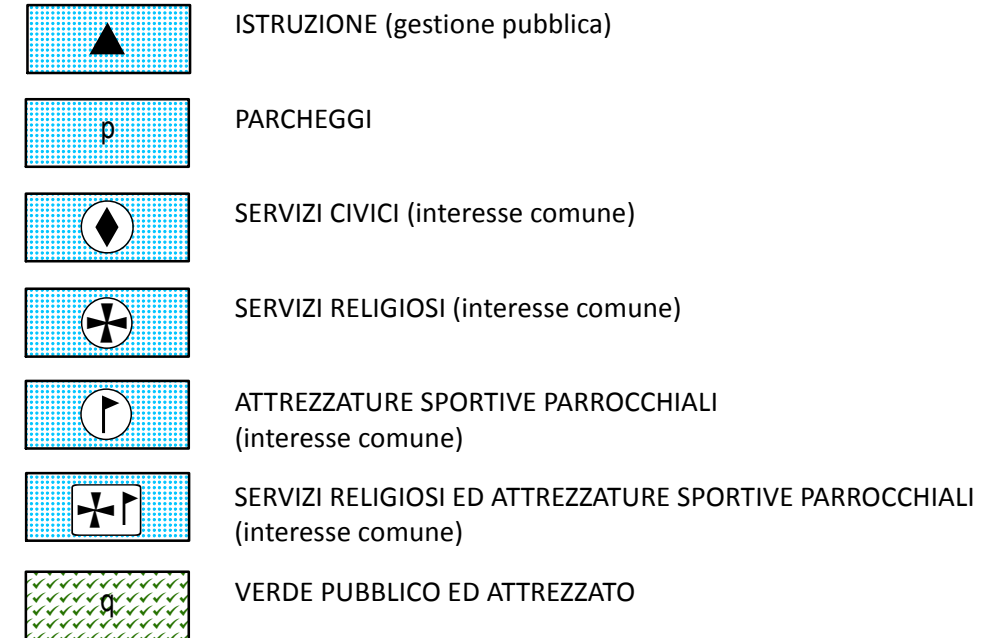 ISTRUZIONE (gestione pubblica)
p
PARCHEGGI
SERVIZI CIVICI (interesse comune)
SERVIZI RELIGIOSI (interesse comune)
ATTREZZATURE SPORTIVE PARROCCHIALI
(interesse comune)
SERVIZI RELIGIOSI ED ATTREZZATURE SPORTIVE PARROCCHIALI
(interesse comune)
q
VERDE PUBBLICO ED ATTREZZATO